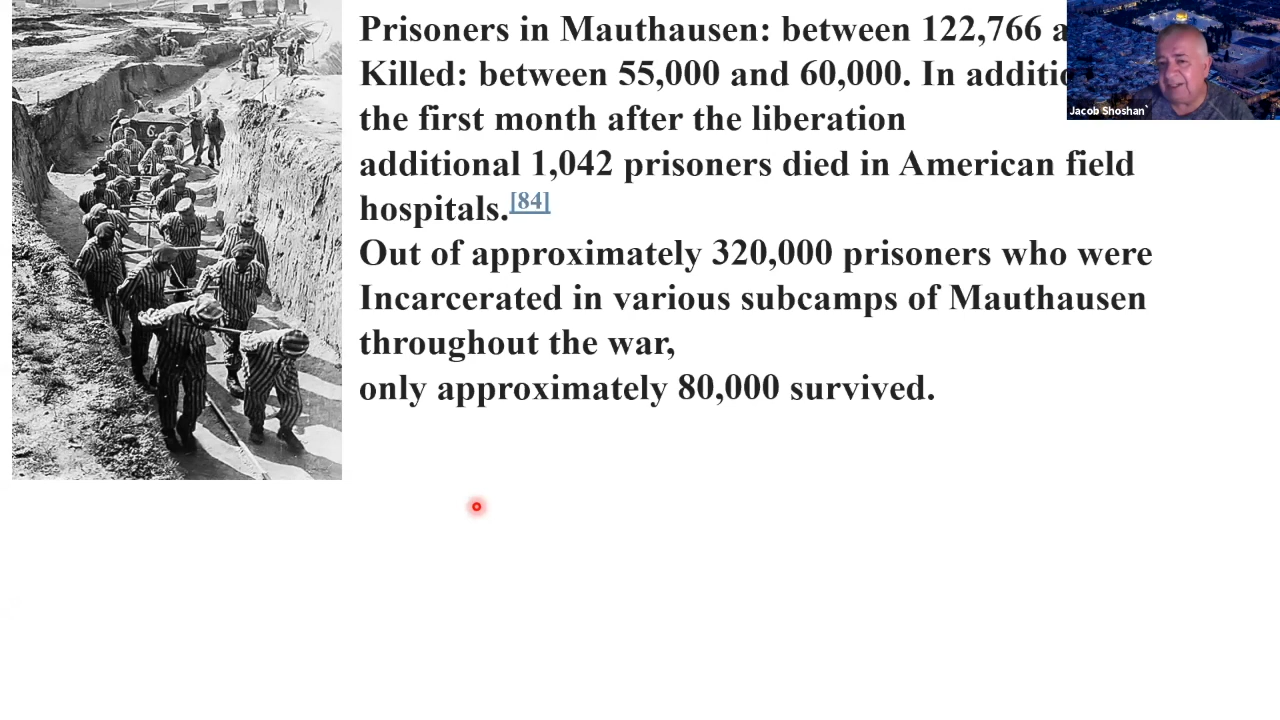 Prisoners in Mauthausen: between 122,766 a
Killed: between 55,000 and 60,000. In additio
the first month after the liberation
additional 1,042 prisoners died in American field
hospitals.[84]
Out of approximately 320,000 prisoners who were
Incarcerated in various subcamps of Mauthausen
throughout the war,
only approximately 80,000 survived.
Jacob Shoshan`
6